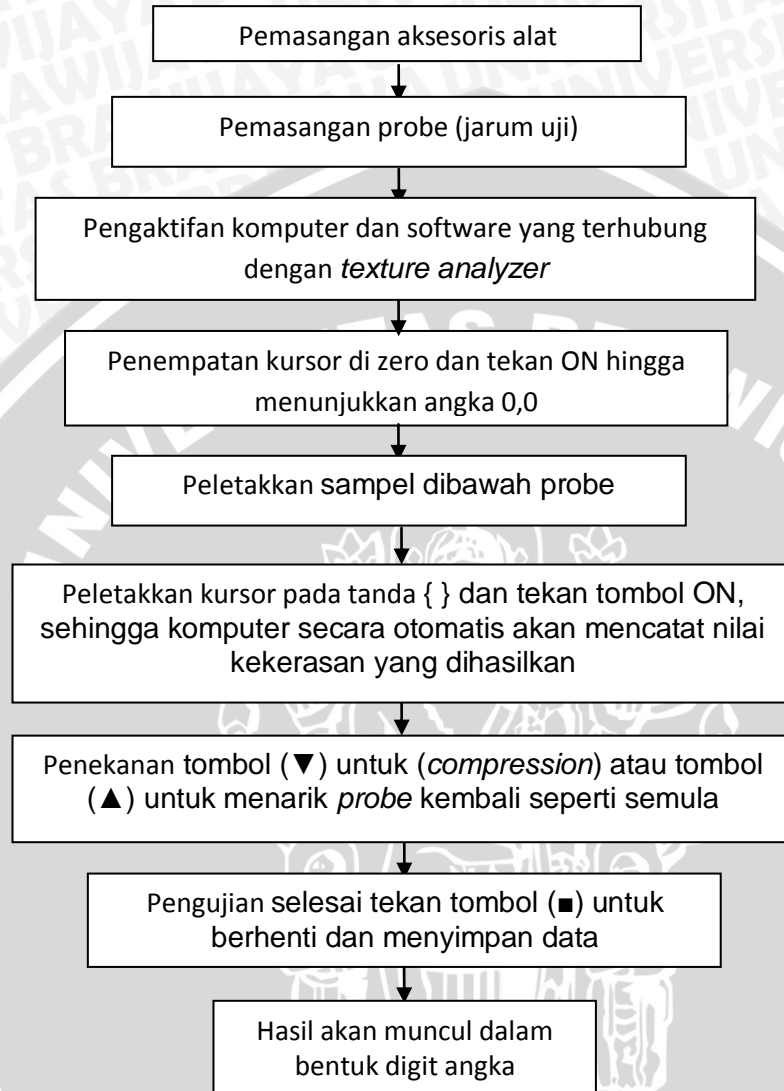 Pemasangan aksesoris alat
Pemasangan probe (jarum uji)
Pengaktifan komputer dan software yang terhubung
dengan texture analyzer
Penempatan kursor di zero dan tekan ON hingga
menunjukkan angka 0,0
Peletakkan sampel dibawah probe
Peletakkan kursor pada tanda { } dan tekan tombol ON,
sehingga komputer secara otomatis akan mencatat nilai
kekerasan yang dihasilkan
Penekanan tombol (▼) untuk (compression) atau tombol
(▲) untuk menarik probe kembali seperti semula
Pengujian selesai tekan tombol (■) untuk
berhenti dan menyimpan data
Hasil akan muncul dalam
bentuk digit angka